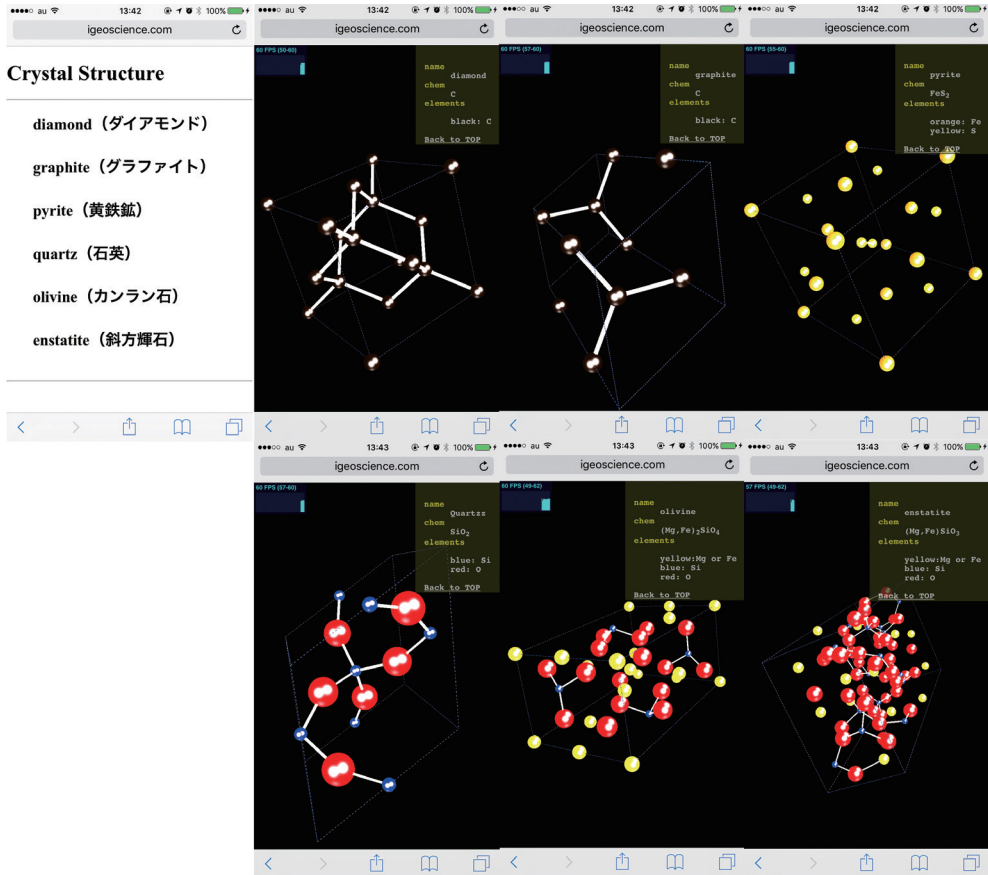 au 13:42 100%
igeoscience.com
Crystal Structure
diamond（ダイアモンド）
graphite（グラファイト）
pyrite（黄鉄鉱）
quartz（石英）
olivine（カンラン石）
enstatite（斜方輝石）
au 13:42 100%
igeoscience.com
60 FPS (50-60)
name
diamond
chem
C
elements
black: C
Back to TOP
au 13:42 100%
igeoscience.com
60 FPS (57-60)
name
graphite
chem
C
elements
black: C
Back to TOP
au 13:42 100%
igeoscience.com
60 FPS (55-60)
name
pyrite
chem
FeS₂
elements
orange: Fe
yellow: S
Back to TOP
au 13:43 100%
igeoscience.com
60 FPS (57-60)
name
Quartzz
chem
SiO₂
elements
blue: Si
red: O
Back to TOP
au 13:43 100%
igeoscience.com
60 FPS (49-62)
name
olivine
chem
(Mg,Fe)₂SiO₄
elements
yellow:Mg or Fe
blue: Si
red: O
Back to TOP
au 13:43 100%
igeoscience.com
57 FPS (49-62)
name
enstatite
chem
(Mg,Fe)SiO₃
elements
yellow:Mg or Fe
blue: Si
red: O
Back to TOP